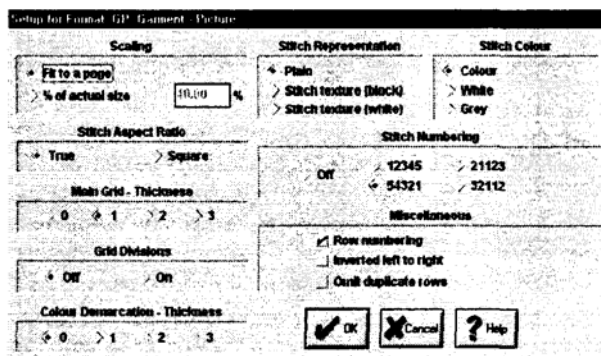 Setup for Format GP Garment - Picture
Scaling
Fit to a page
% of actual size 40.00 %
Stitch Aspect Ratio
True Square
Main Grid - Thickness
0 1 2 3
Grid Divisions
Off On
Colour Demarcation - Thickness
0 1 2 3
Stitch Representation
Plain
Stitch texture (block)
Stitch texture (white)
Stitch Colour
Colour
White
Grey
Stitch Numbering
Off 12345 21123
54321 32112
Miscellaneous
Row numbering
Inverted left to right
Omit duplicate rows
OK Cancel Help